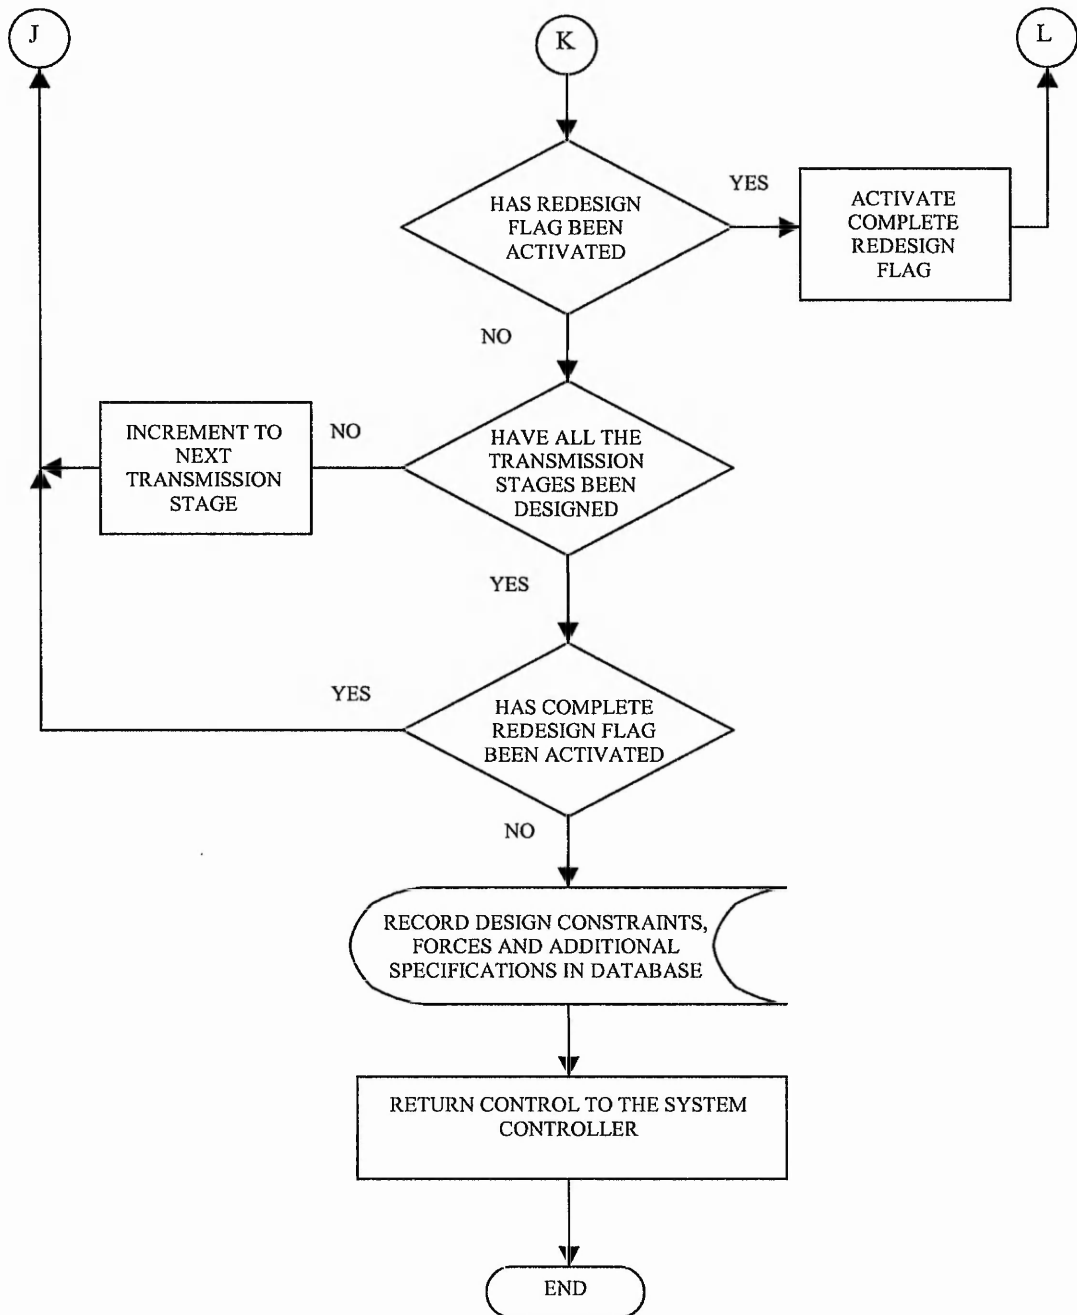 J
K
L
HAS REDESIGN
FLAG BEEN
ACTIVATED
YES
ACTIVATE
COMPLETE
REDESIGN
FLAG
NO
INCREMENT TO
NEXT
TRANSMISSION
STAGE
NO
HAVE ALL THE
TRANSMISSION
STAGES BEEN
DESIGNED
YES
YES
HAS COMPLETE
REDESIGN FLAG
BEEN ACTIVATED
NO
RECORD DESIGN CONSTRAINTS,
FORCES AND ADDITIONAL
SPECIFICATIONS IN DATABASE
RETURN CONTROL TO THE SYSTEM
CONTROLLER
END